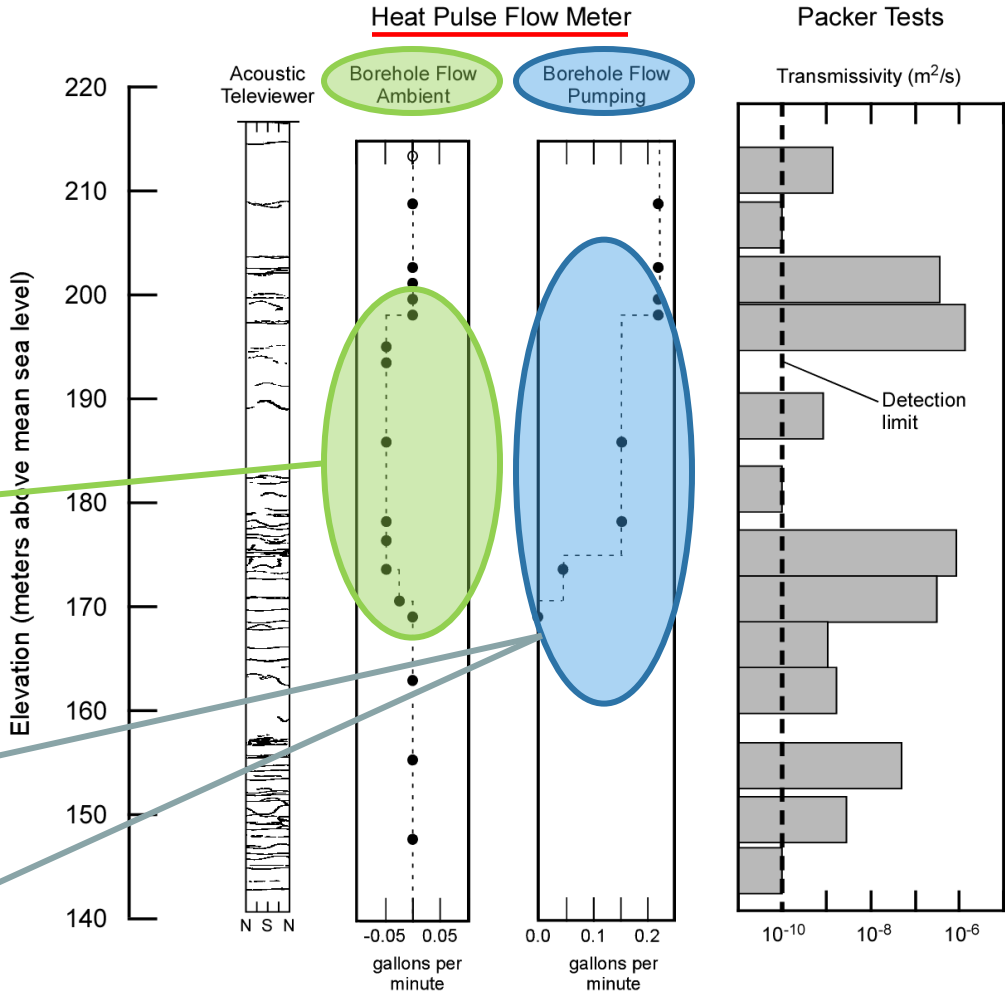 Heat Pulse Flow Meter
Packer Tests
Acoustic
Televiewer
Borehole Flow
Ambient
Borehole Flow
Pumping
Transmissivity (m²/s)
220
210
200
190
180
170
160
150
140
Elevation (meters above mean sea level)
Detection
limit
N S N
-0.05 0.05
gallons per
minute
0.0 0.1 0.2
gallons per
minute
10⁻¹⁰ 10⁻⁸ 10⁻⁶